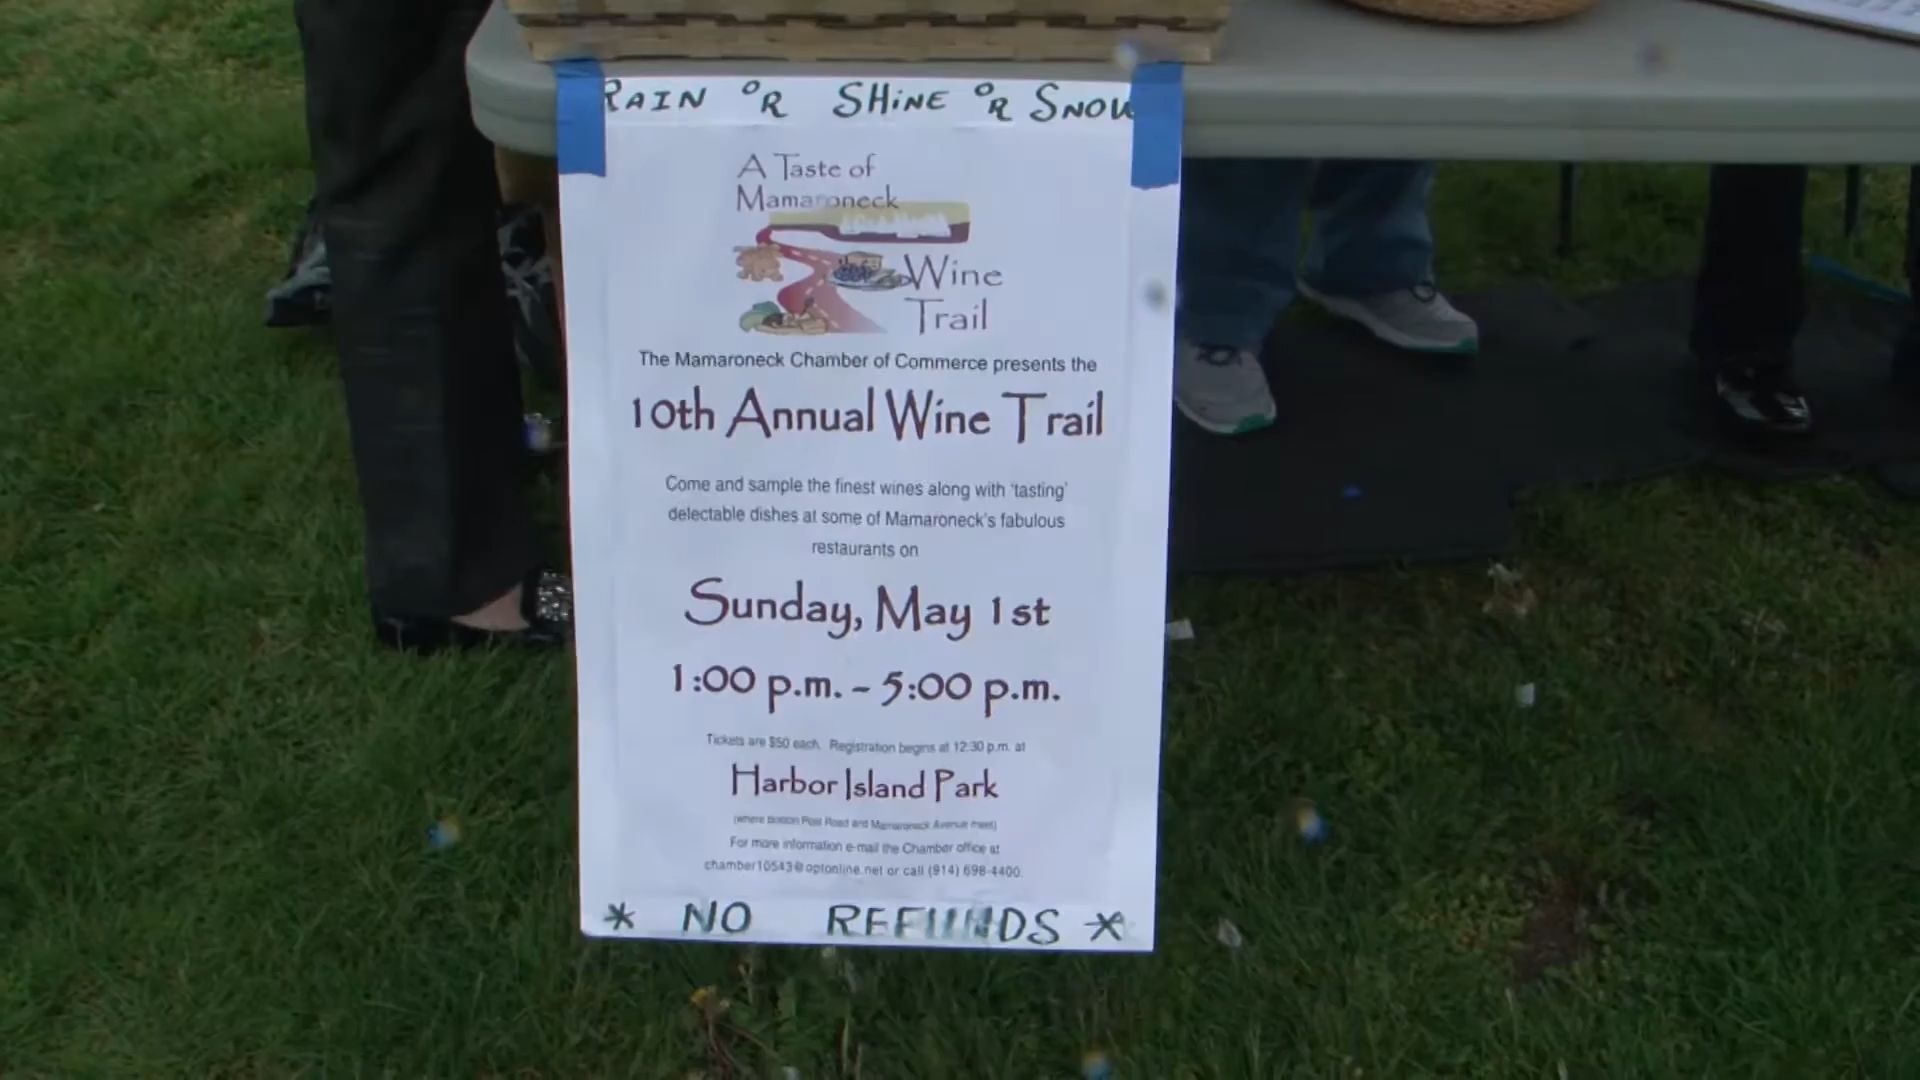 RAIN OR SHINE OR SNOW
A Taste of
Mamaroneck
Wine
Trail
The Mamaroneck Chamber of Commerce presents the
10th Annual Wine Trail
Come and sample the finest wines along with ‘tasting’
delectable dishes at some of Mamaroneck’s fabulous
restaurants on
Sunday, May 1st
1:00 p.m. – 5:00 p.m.
Tickets are $50 each. Registration begins at 12:30 p.m. at
Harbor Island Park
(where Boston Post Road and Mamaroneck Avenue meet)
For more information e-mail the Chamber office at
chamber10543@optonline.net or call (914) 698-4400.
* NO REFUNDS *